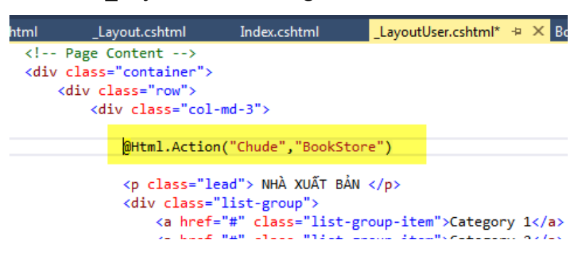 html _Layout.cshtml Index.cshtml _LayoutUser.cshtml* Bo
<!-- Page Content -->
<div class="container">
<div class="row">
<div class="col-md-3">
@Html.Action("Chude","BookStore")
<p class="lead"> NHÀ XUẤT BẢN </p>
<div class="list-group">
<a href="#" class="list-group-item">Category 1</a>